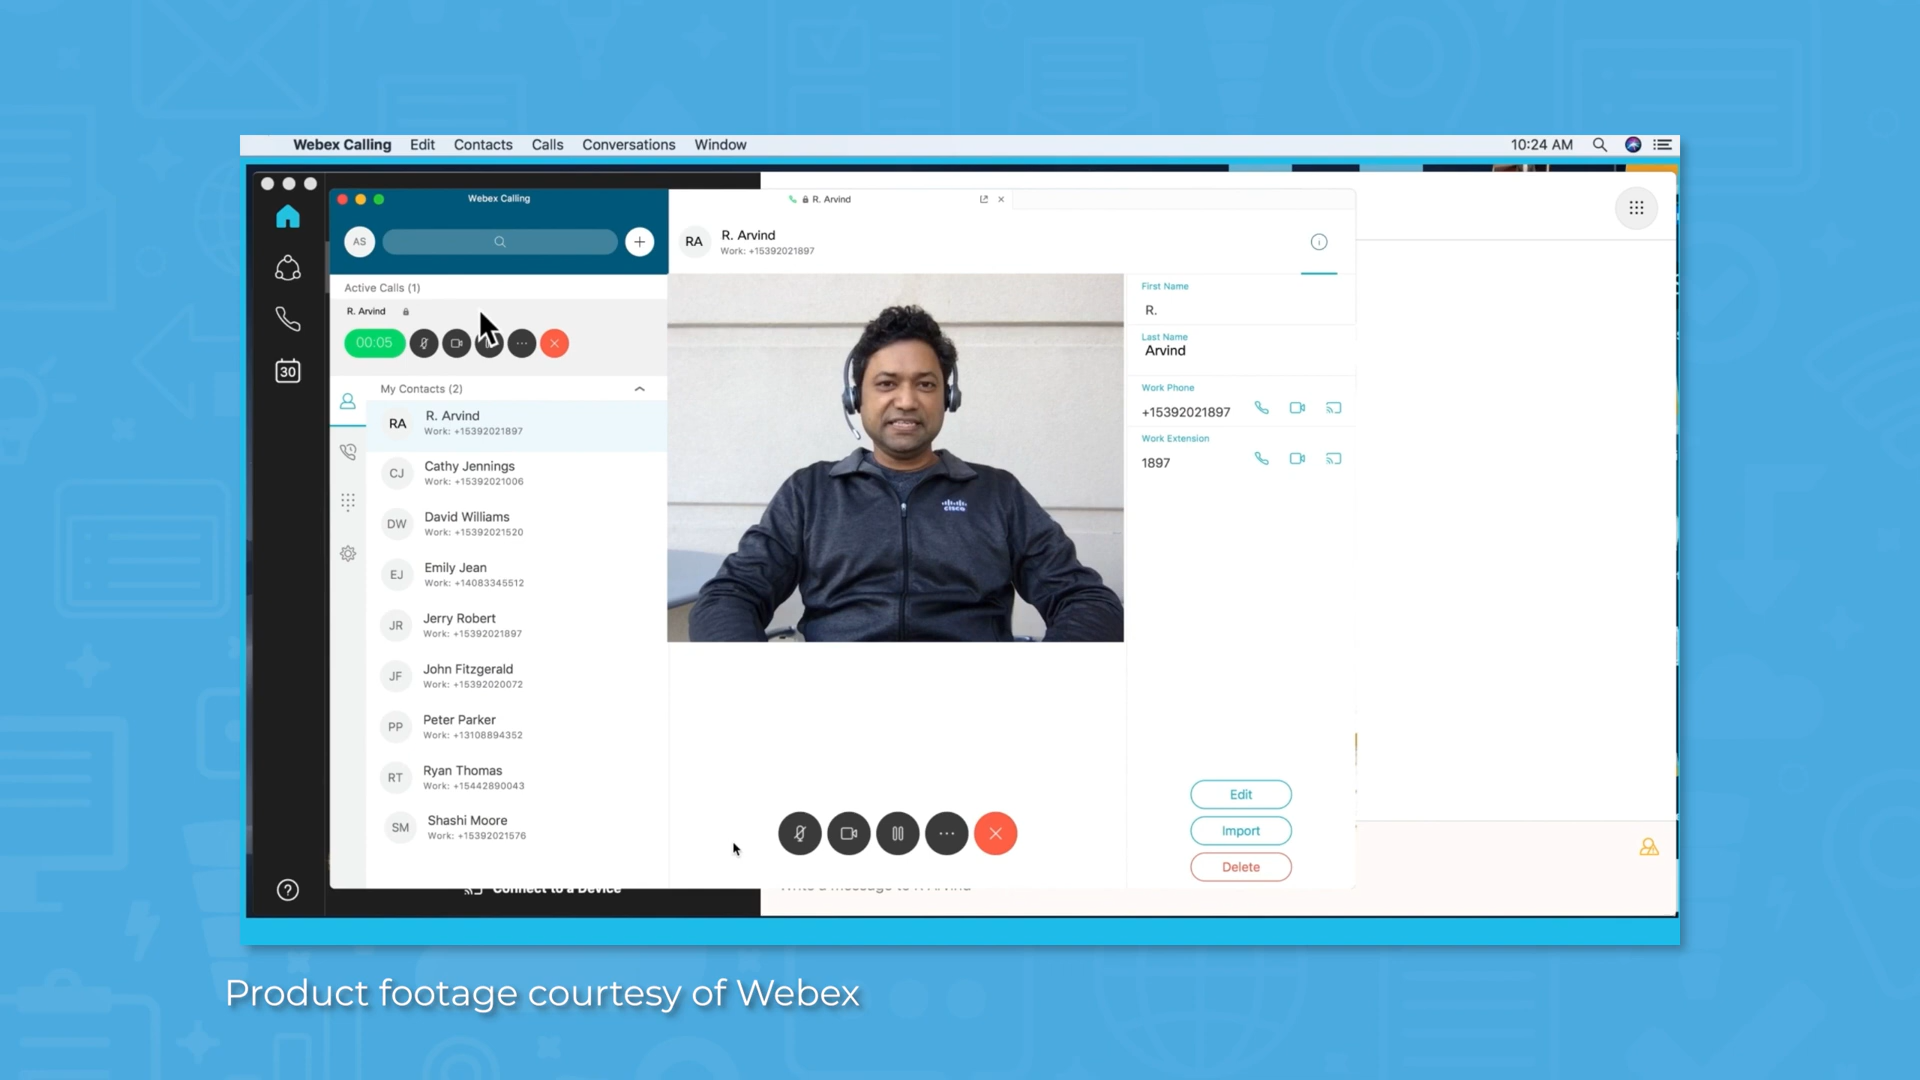 Webex Calling Edit Contacts Calls Conversations Window 10:24 AM
Webex Calling
R. Arvind
AS
RA
R. Arvind
Work: +15392021897
30
Active Calls (1)
R. Arvind
00:05
My Contacts (2)
RA
R. Arvind
Work: +15392021897
CJ
Cathy Jennings
Work: +15392021006
DW
David Williams
Work: +15392021520
EJ
Emily Jean
Work: +14083345512
JR
Jerry Robert
Work: +15392021897
JF
John Fitzgerald
Work: +15392020072
PP
Peter Parker
Work: +13108894352
RT
Ryan Thomas
Work: +15442890043
SM
Shashi Moore
Work: +15392021576
cisco
First Name
R.
Last Name
Arvind
Work Phone
+15392021897
Work Extension
1897
Edit
Import
Delete
Connect to a Device
Product footage courtesy of Webex